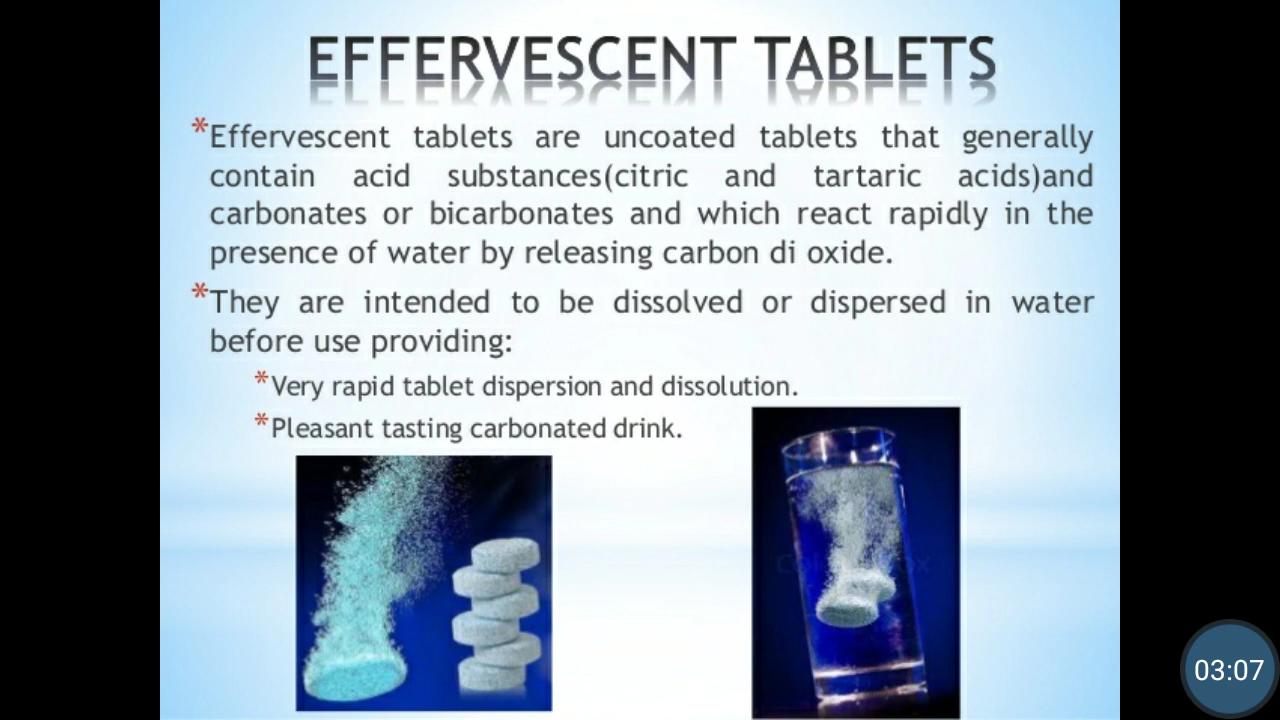 EFFERVESCENT TABLETS
*Effervescent tablets are uncoated tablets that generally
contain acid substances(citric and tartaric acids)and
carbonates or bicarbonates and which react rapidly in the
presence of water by releasing carbon di oxide.
*They are intended to be dissolved or dispersed in water
before use providing:
*Very rapid tablet dispersion and dissolution.
*Pleasant tasting carbonated drink.
03:07